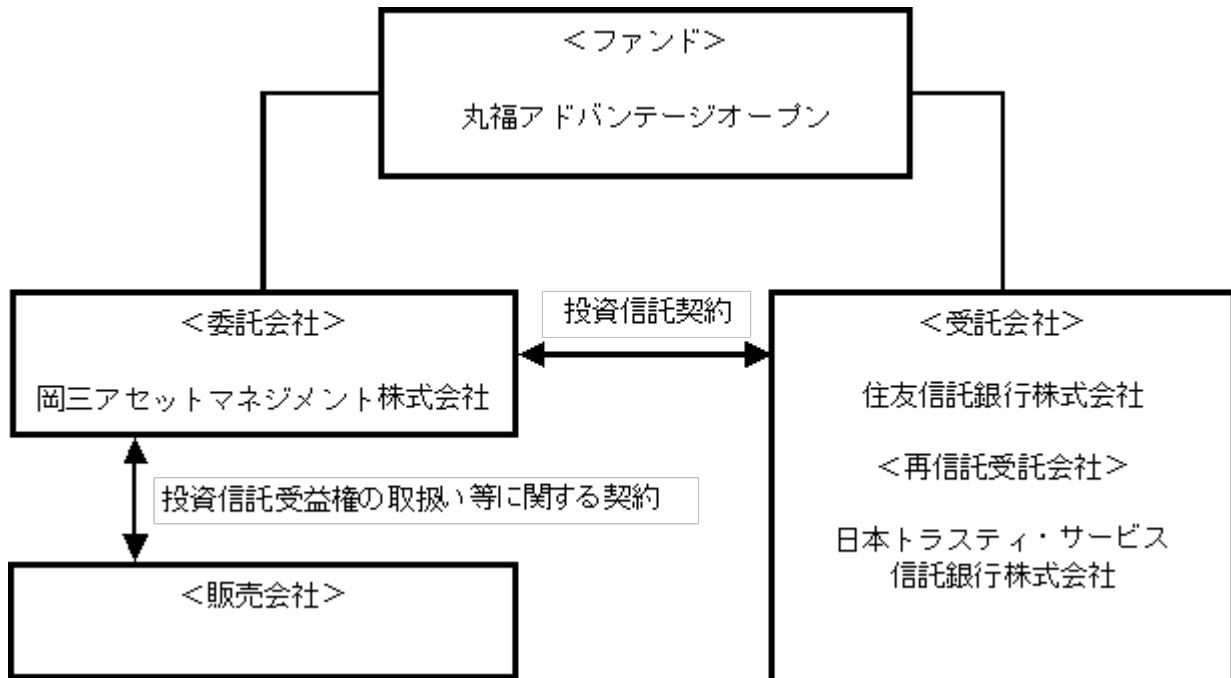 ＜ファンド＞
丸福アドバンテージオープン
＜委託会社＞
岡三アセットマネジメント株式会社
投資信託契約
＜受託会社＞
住友信託銀行株式会社
＜再信託受託会社＞
日本トラスティ・サービス
信託銀行株式会社
投資信託受益権の取扱い等に関する契約
＜販売会社＞